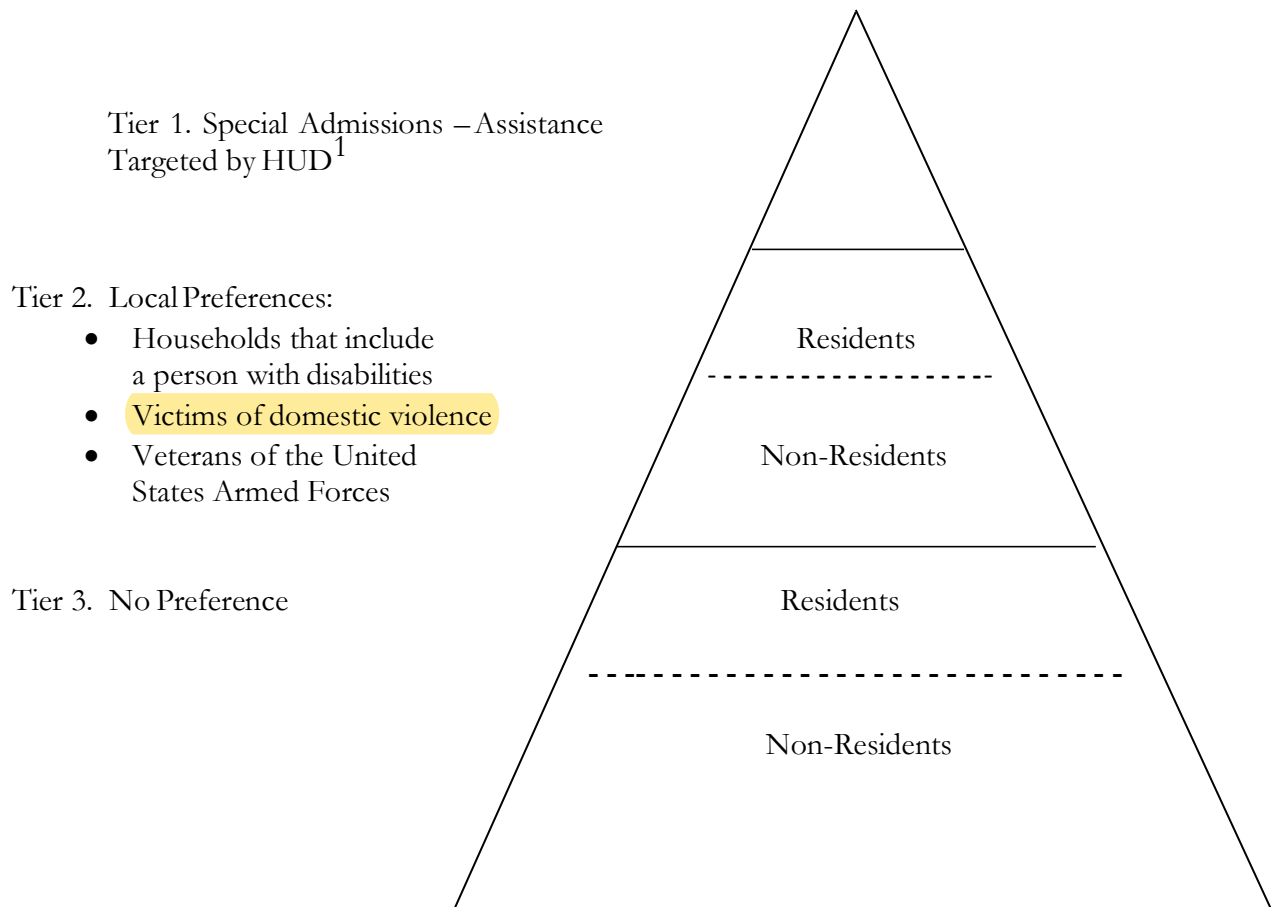 Tier 1. Special Admissions – Assistance
Targeted by HUD1
Tier 2. Local Preferences:
• Households that include
a person with disabilities
• Victims of domestic violence
• Veterans of the United
States Armed Forces
Residents
Non-Residents
Tier 3. No Preference
Residents
Non-Residents